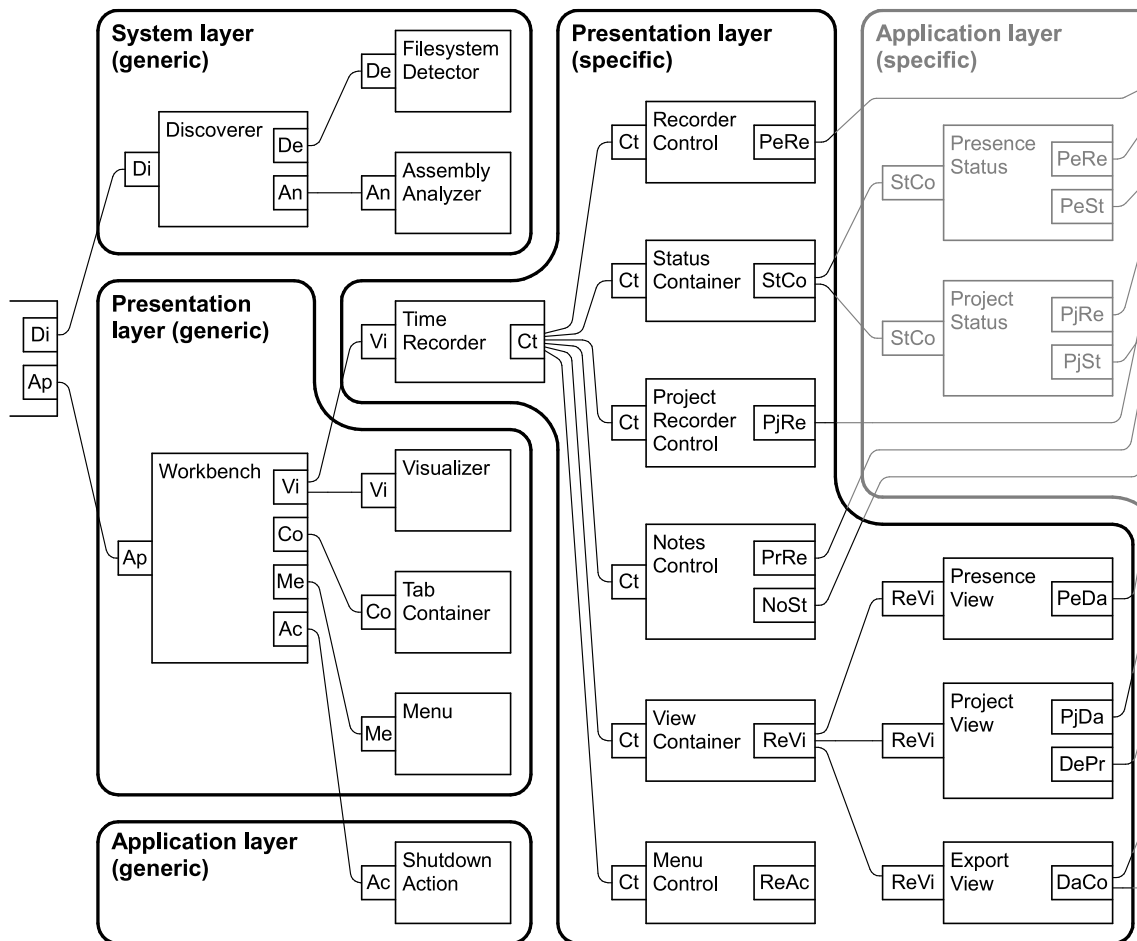 System layer
(generic)
De
Filesystem
Detector
Di
Discoverer
De
An
An
Assembly
Analyzer
Di
Ap
Presentation
layer (generic)
Vi
Time
Recorder
Ct
Ap
Workbench
Vi
Co
Me
Ac
Vi
Visualizer
Co
Tab
Container
Me
Menu
Application layer
(generic)
Ac
Shutdown
Action
Presentation layer
(specific)
Ct
Recorder
Control
PeRe
Ct
Status
Container
StCo
Ct
Project
Recorder
Control
PjRe
Ct
Notes
Control
PrRe
NoSt
Ct
View
Container
ReVi
Ct
Menu
Control
ReAc
Application layer
(specific)
StCo
Presence
Status
PeRe
PeSt
StCo
Project
Status
PjRe
PjSt
ReVi
Presence
View
PeDa
ReVi
Project
View
PjDa
DePr
ReVi
Export
View
DaCo